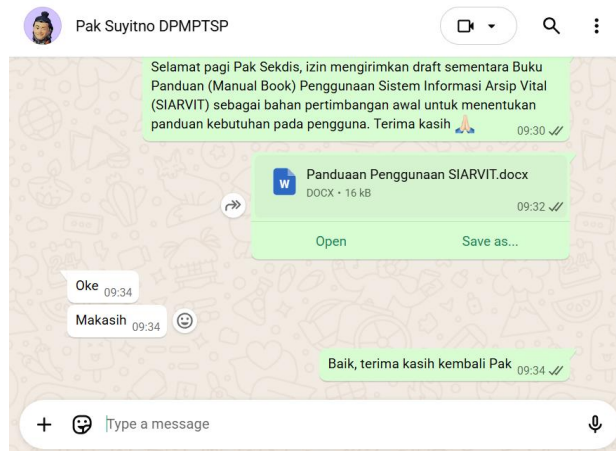 Pak Suyitno DPMPTSP
Selamat pagi Pak Sekdis, izin mengirimkan draft sementara Buku
Panduan (Manual Book) Penggunaan Sistem Informasi Arsip Vital
(SIARVIT) sebagai bahan pertimbangan awal untuk menentukan
panduan kebutuhan pada pengguna. Terima kasih 🙏🏻
09:30
W
Panduaan Penggunaan SIARVIT.docx
DOCX • 16 kB
09:32
Open Save as...
Oke 09:34
Makasih 09:34
Baik, terima kasih kembali Pak 09:34
Type a message